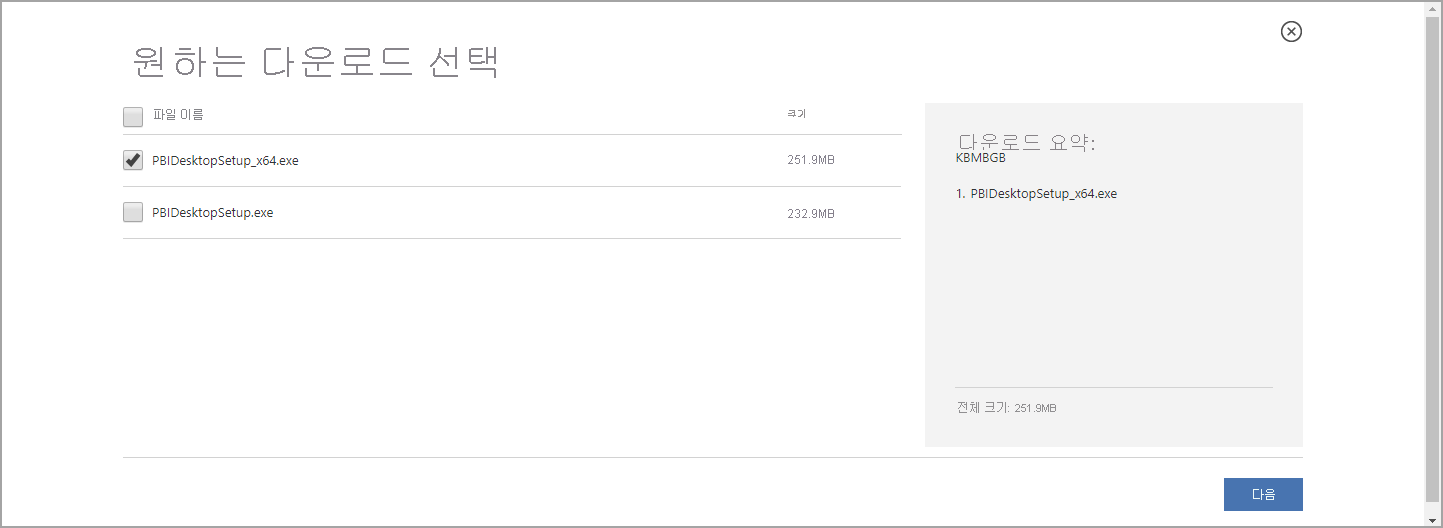 원하는 다운로드 선택
파일 이름 크기
PBIDesktopSetup_x64.exe 251.9MB
PBIDesktopSetup.exe 232.9MB
다운로드 요약:
KBMBGB
1. PBIDesktopSetup_x64.exe
전체 크기: 251.9MB
다음